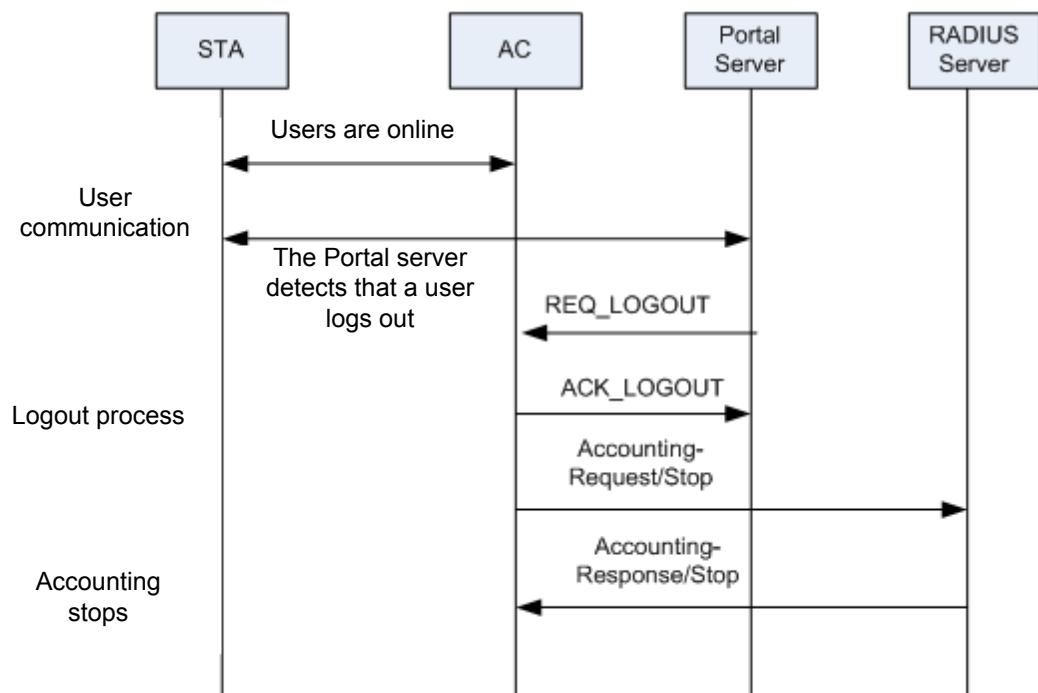 STA
AC
Portal
Server
RADIUS
Server
Users are online
User
communication
The Portal server
detects that a user
logs out
REQ_LOGOUT
ACK_LOGOUT
Logout process
Accounting-
Request/Stop
Accounting-
Response/Stop
Accounting
stops